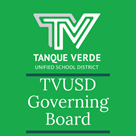 TV
TANQUE VERDE
UNIFIED SCHOOL DISTRICT
TVUSD
Governing
Board